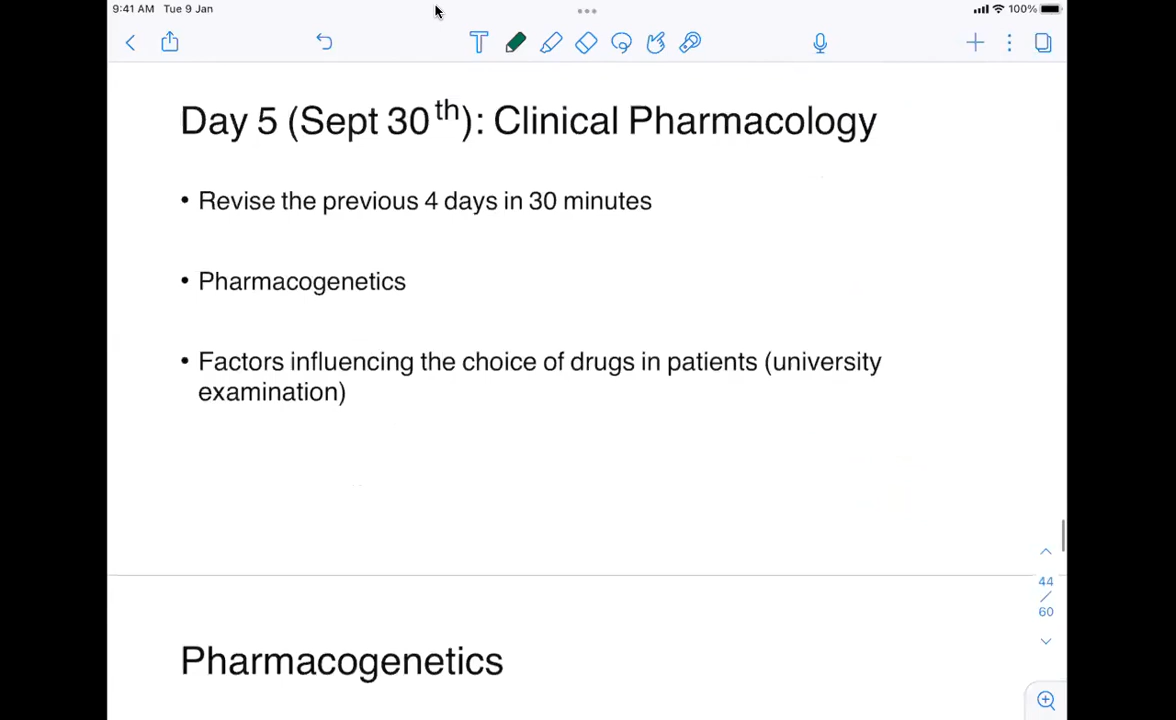 9:41 AM Tue 9 Jan
100%
Day 5 (Sept 30th): Clinical Pharmacology
• Revise the previous 4 days in 30 minutes
• Pharmacogenetics
• Factors influencing the choice of drugs in patients (university
examination)
44
/
60
Pharmacogenetics